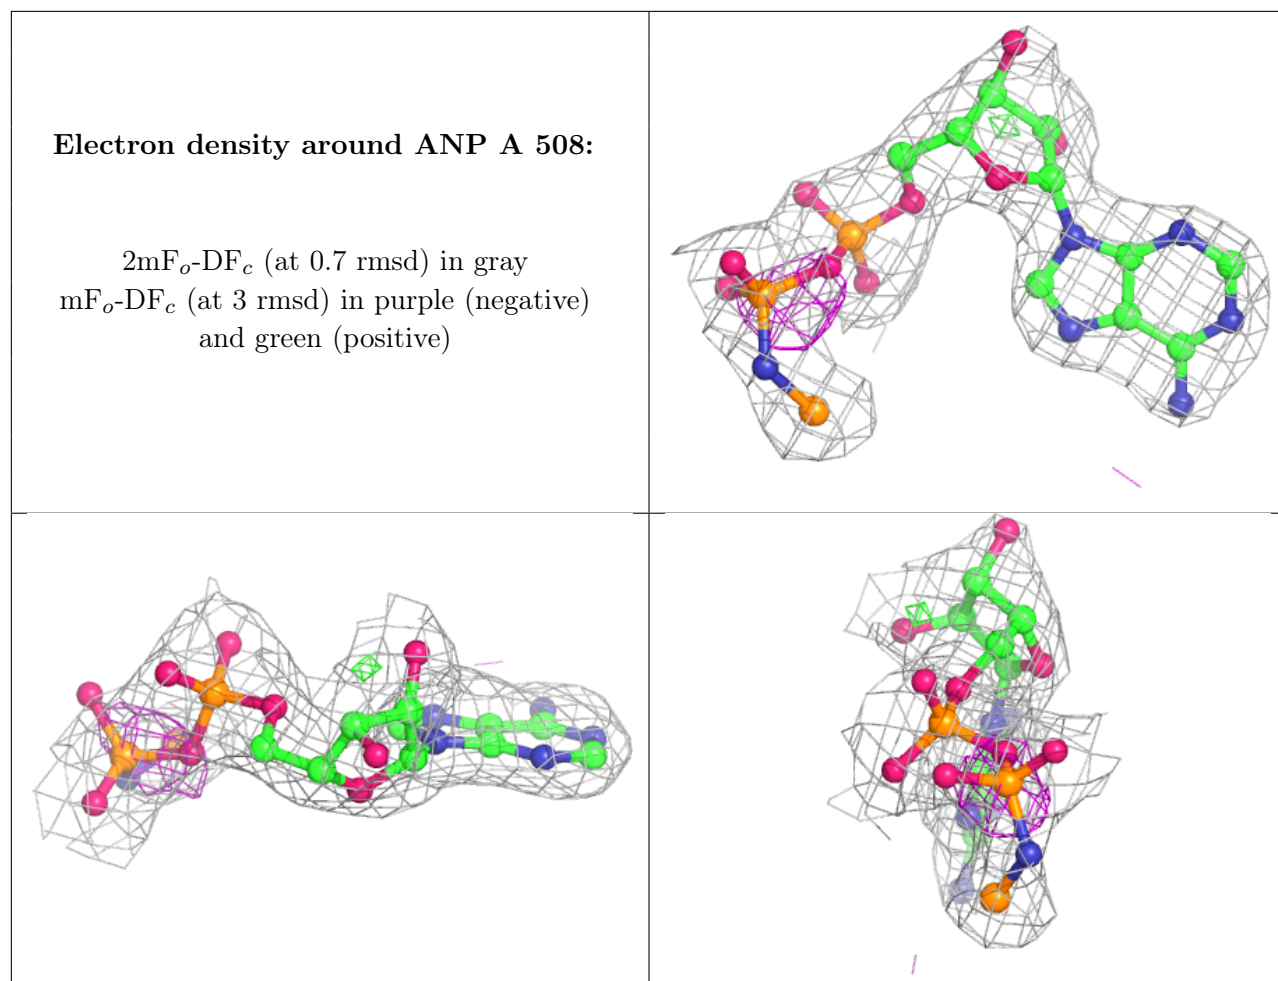 Electron density around ANP A 508:
2mFo-DFc (at 0.7 rmsd) in gray
mFo-DFc (at 3 rmsd) in purple (negative)
and green (positive)